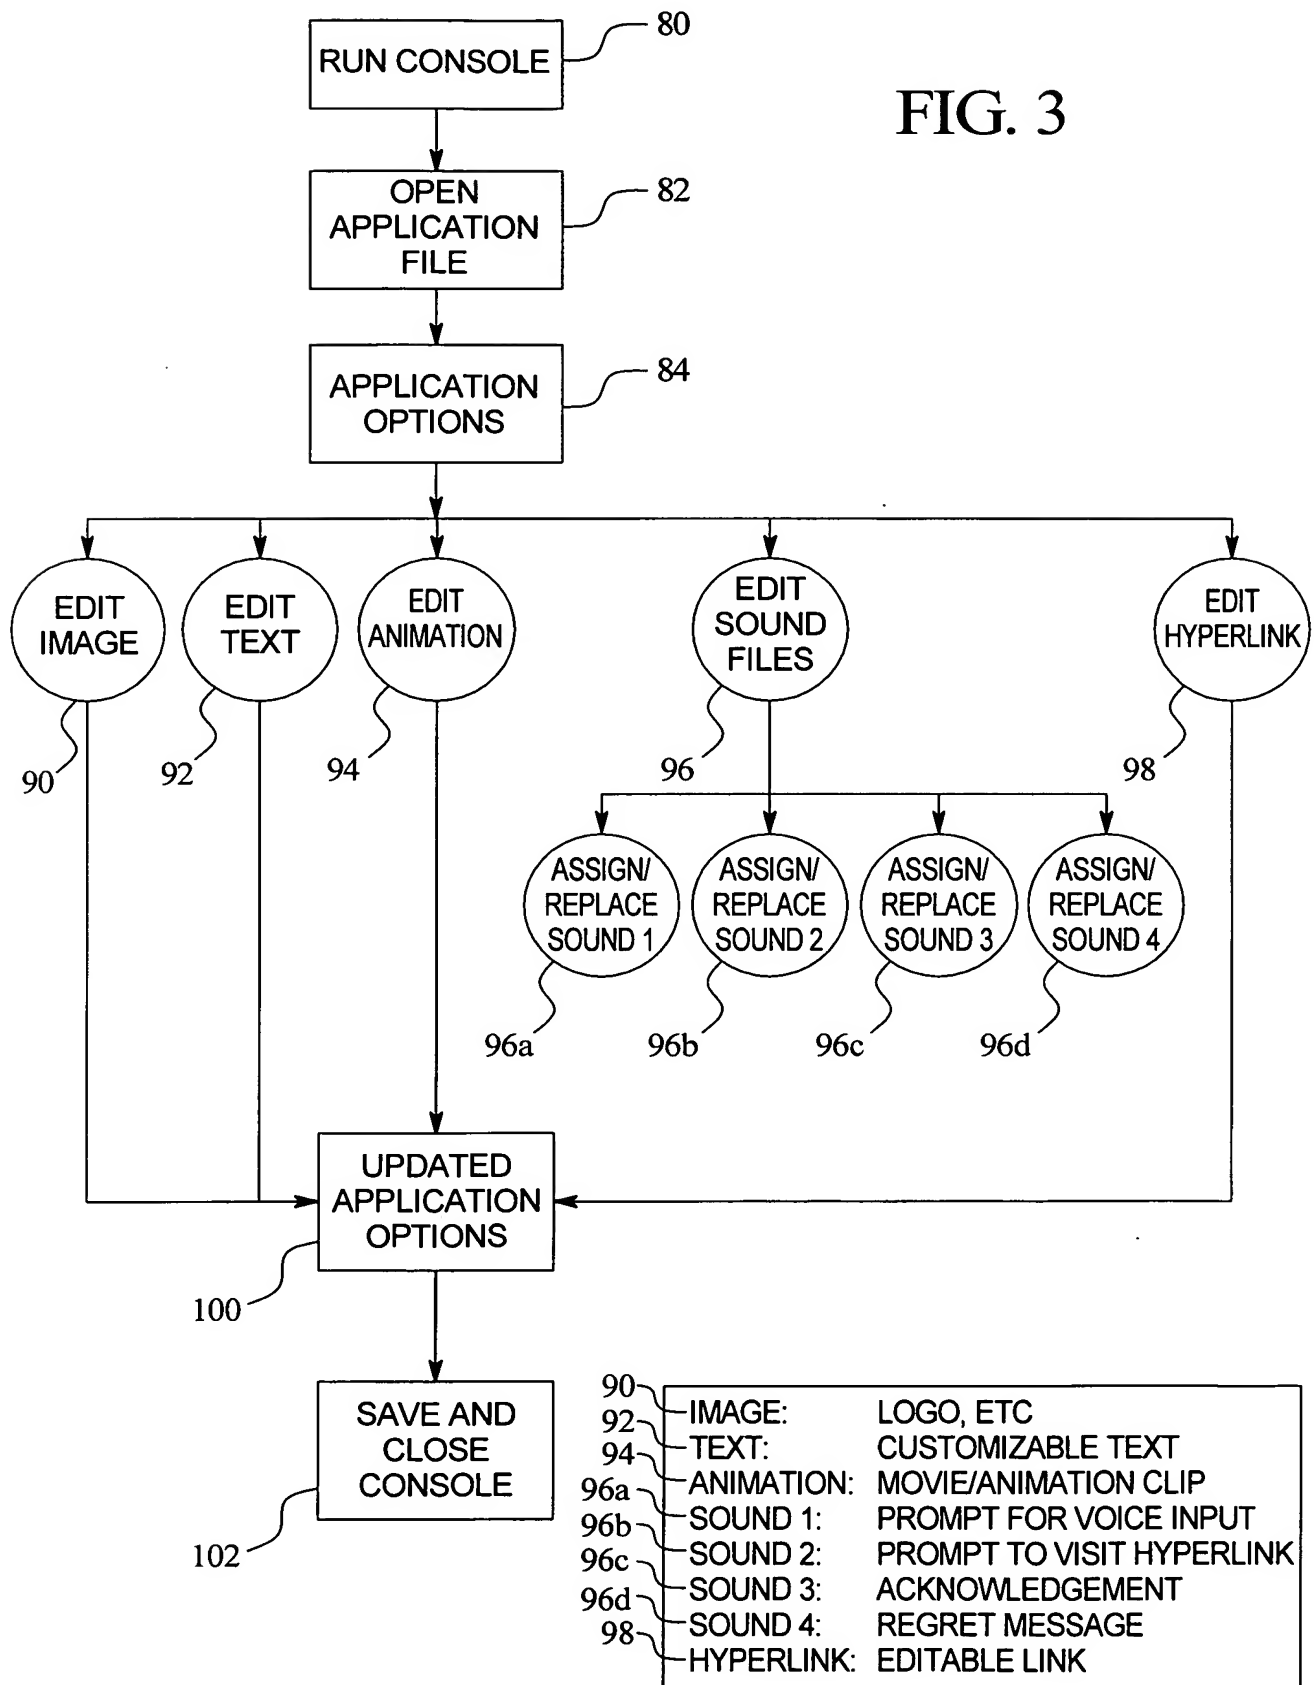 80
RUN CONSOLE
FIG. 3
OPEN
APPLICATION
FILE
82
APPLICATION
OPTIONS
84
EDIT
IMAGE
EDIT
TEXT
EDIT
ANIMATION
EDIT
SOUND
FILES
EDIT
HYPERLINK
90
92
94
96
98
ASSIGN/
REPLACE
SOUND 1
ASSIGN/
REPLACE
SOUND 2
ASSIGN/
REPLACE
SOUND 3
ASSIGN/
REPLACE
SOUND 4
96a
96b
96c
96d
UPDATED
APPLICATION
OPTIONS
100
SAVE AND
CLOSE
CONSOLE
102
90 IMAGE: LOGO, ETC
92 TEXT: CUSTOMIZABLE TEXT
94 ANIMATION: MOVIE/ANIMATION CLIP
96a SOUND 1: PROMPT FOR VOICE INPUT
96b SOUND 2: PROMPT TO VISIT HYPERLINK
96c SOUND 3: ACKNOWLEDGEMENT
96d SOUND 4: REGRET MESSAGE
98 HYPERLINK: EDITABLE LINK